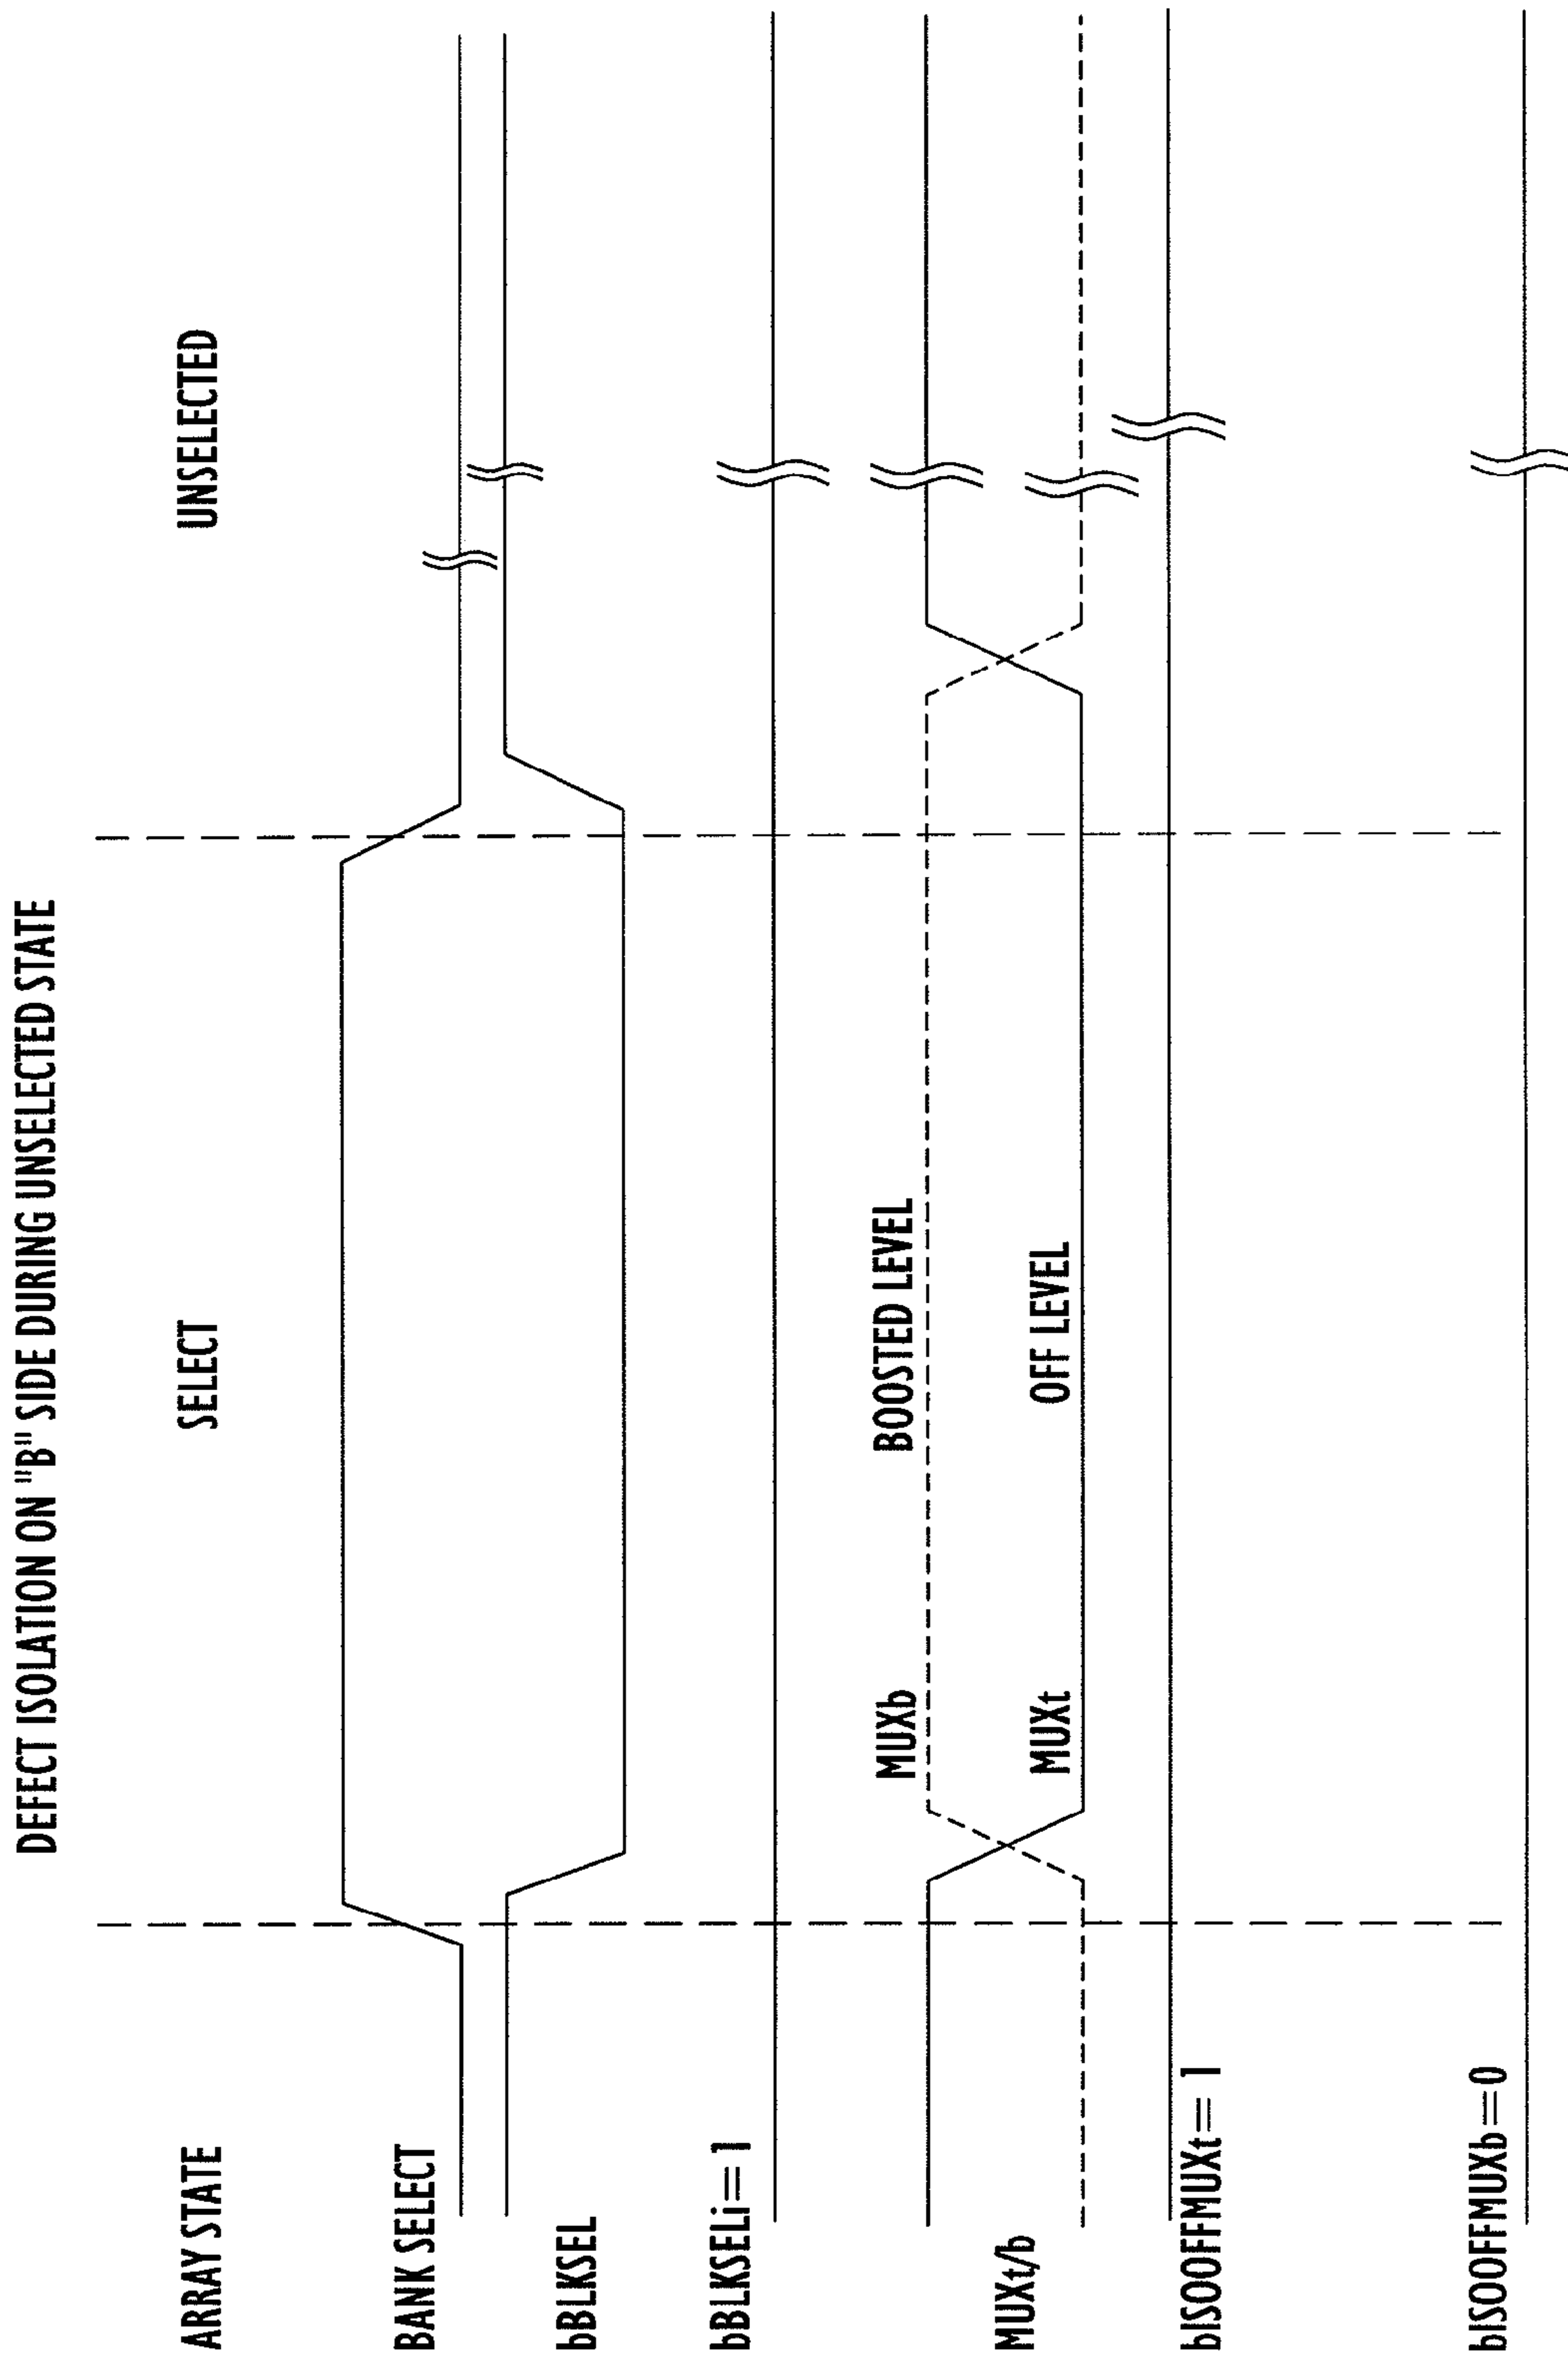 DEFECT ISOLATION ON "B" SIDE DURING UNSELECTED STATE
ARRAY STATE
SELECT
UNSELECTED
BANK SELECT
bBLKSEL
bBLKSELi=1
MUXt/b
MUXb
BOOSTED LEVEL
MUXt
OFF LEVEL
bISOOFFMUXt=1
bISOOFFMUXb=0